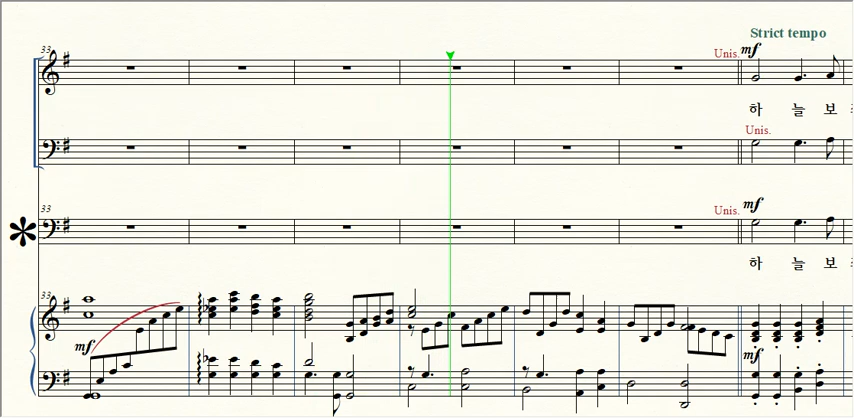 Strict tempo
33
Unis. mf
하 늘 보
Unis.
33
Unis. mf
하 늘 보
33
mf
mf